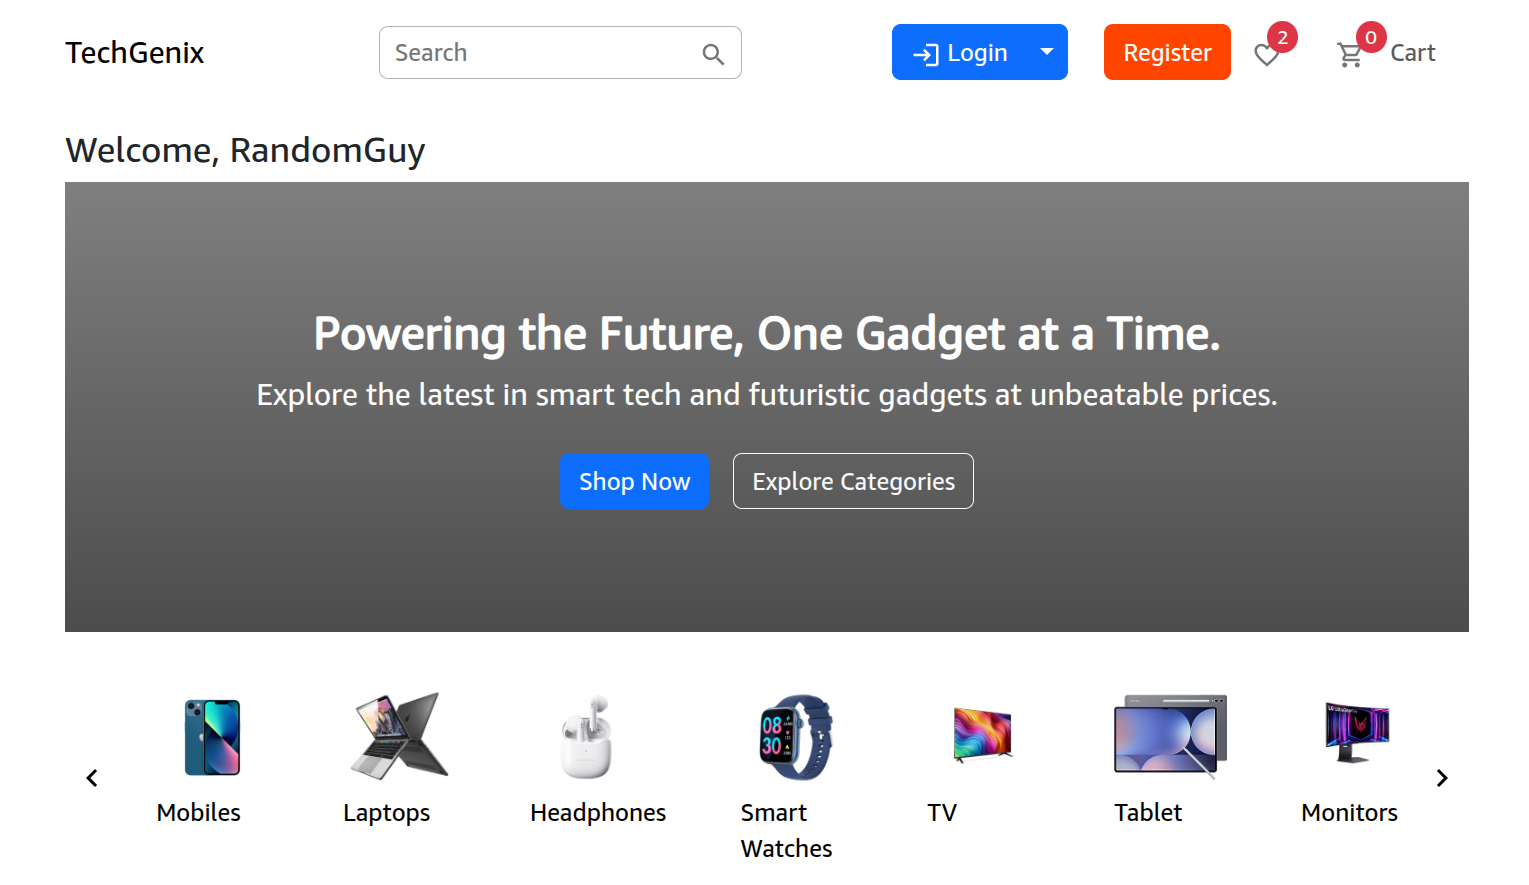 TechGenix
Search
Login
Register
2
0
Cart
Welcome, RandomGuy
Powering the Future, One Gadget at a Time.
Explore the latest in smart tech and futuristic gadgets at unbeatable prices.
Shop Now
Explore Categories
08
30
Mobiles
Laptops
Headphones
Smart
Watches
TV
Tablet
Monitors